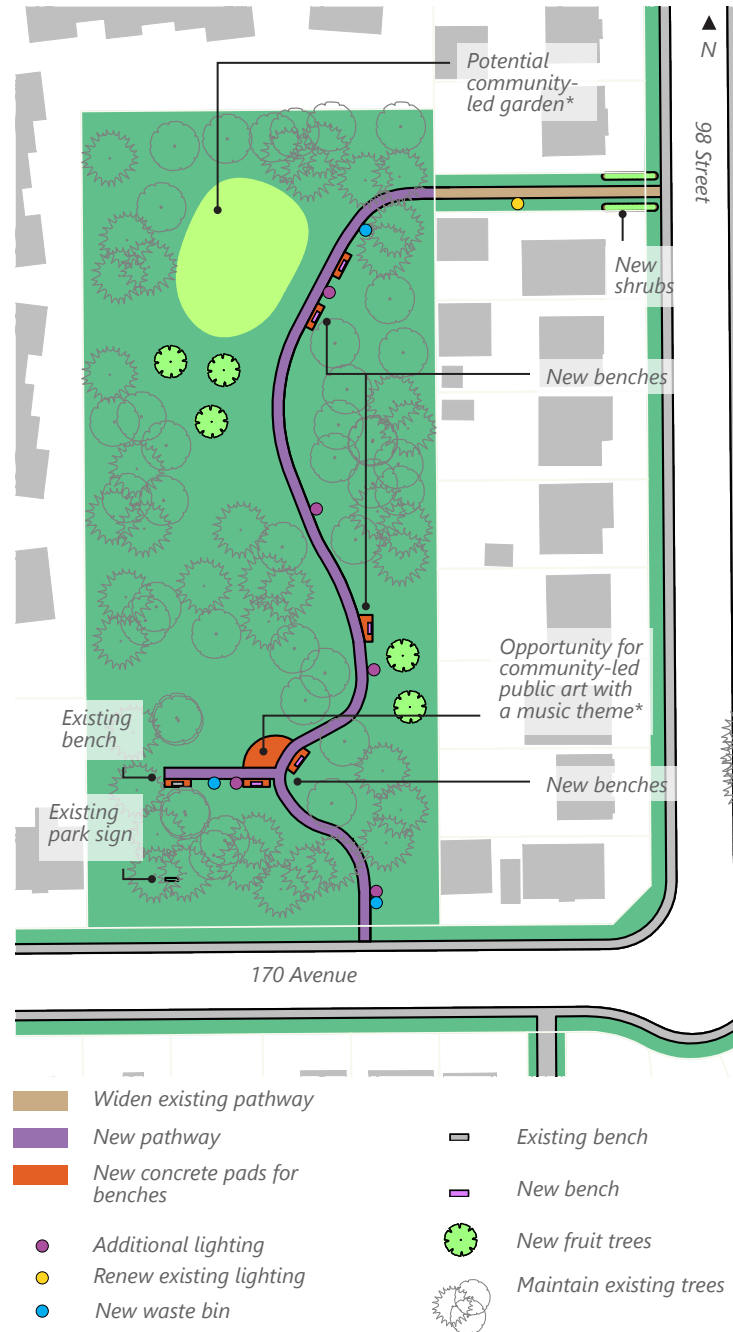 N
Potential
community-
led garden*
98 Street
New
shrubs
New benches
Opportunity for
community-led
public art with
a music theme*
Existing
bench
New benches
Existing
park sign
170 Avenue
Widen existing pathway
New pathway
New concrete pads for
benches
Additional lighting
Renew existing lighting
New waste bin
Existing bench
New bench
New fruit trees
Maintain existing trees